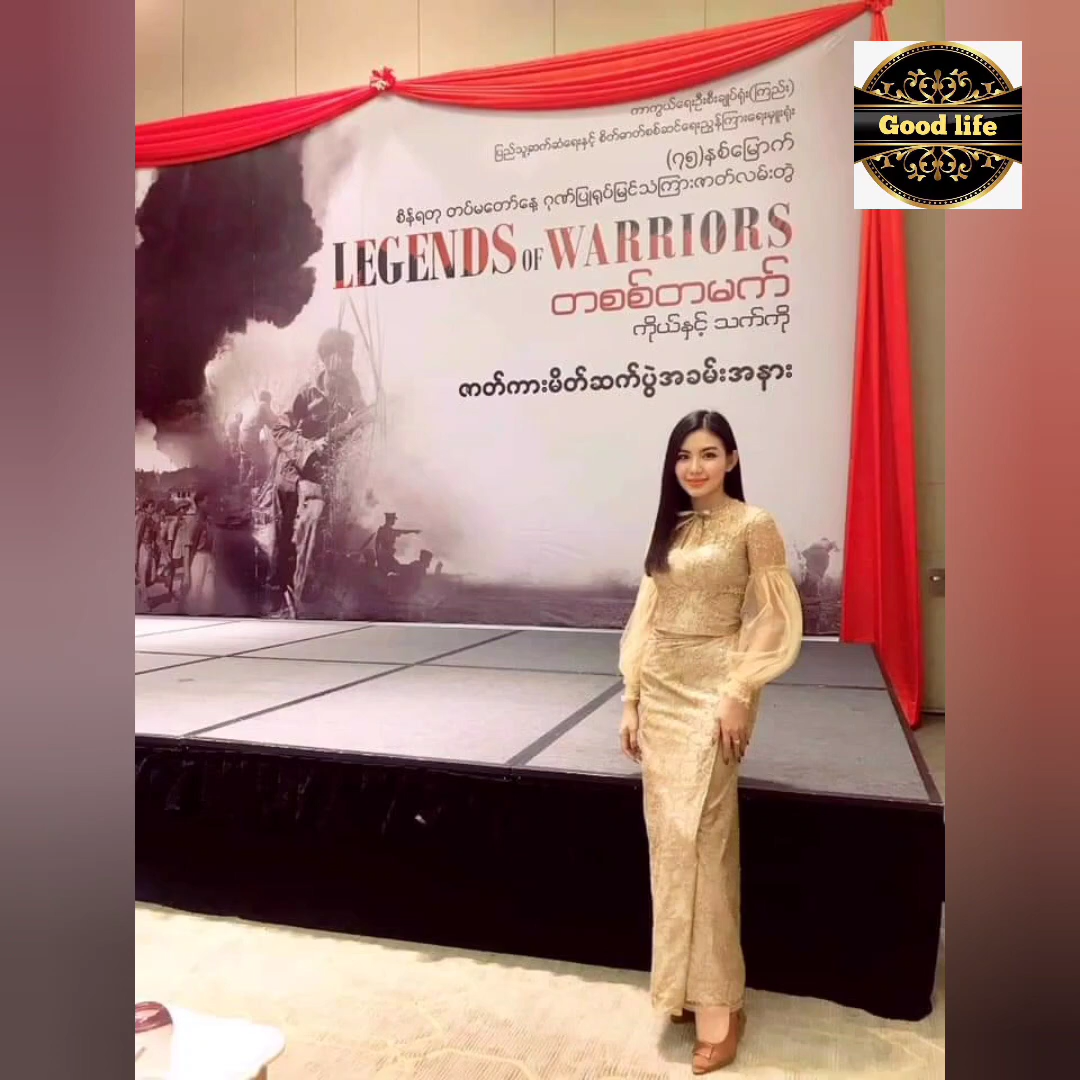 Good life
ကာကွယ်ရေးဦးစီးချုပ်ရုံး(ကြည်း)
ပြည်သူ့ဆက်ဆံရေးနှင့် စိတ်ဓာတ်စစ်ဆင်ရေးညွှန်ကြားရေးမှူးရုံး
(၇၅)နှစ်မြောက်
စိန်ရတု တပ်မတော်နေ့ ဂုဏ်ပြုရုပ်မြင်သံကြားဇာတ်လမ်းတွဲ
LEGENDS OF WARRIORS
တစစ်တမက်
ကိုယ်နှင့် သက်ကို
ဇာတ်ကားမိတ်ဆက်ပွဲအခမ်းအနား